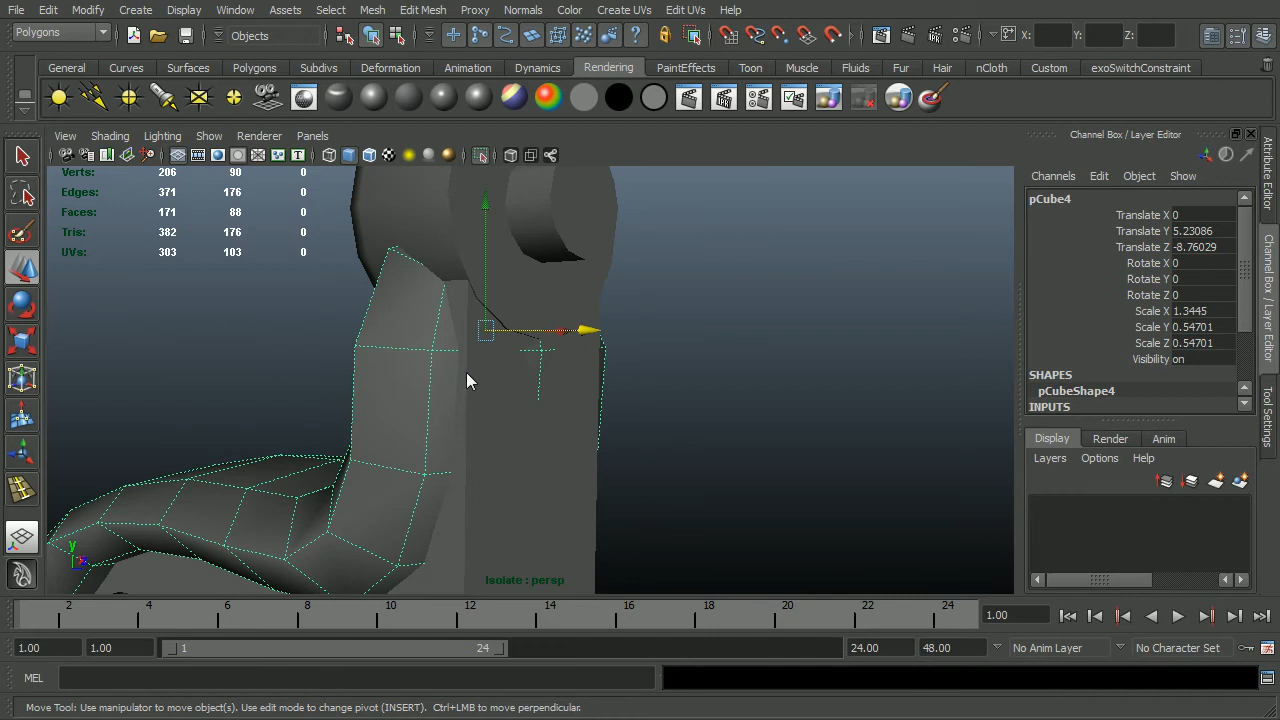 File Edit Modify Create Display Window Assets Select Mesh Edit Mesh Proxy Normals Color Create UVs Edit UVs Help
Polygons Objects X: Y: Z:
General Curves Surfaces Polygons Subdivs Deformation Animation Dynamics Rendering PaintEffects Toon Muscle Fluids Fur Hair nCloth Custom exoSwitchConstraint
View Shading Lighting Show Renderer Panels
Channel Box / Layer Editor
Verts: 206 90 0
Edges: 371 176 0
Faces: 171 88 0
Tris: 382 176 0
UVs: 303 103 0
Channels Edit Object Show
pCube4
Translate X 0
Translate Y 5.23086
Translate Z -8.76029
Rotate X 0
Rotate Y 0
Rotate Z 0
Scale X 1.3445
Scale Y 0.54701
Scale Z 0.54701
Visibility on
SHAPES
pCubeShape4
INPUTS
Display Render Anim
Layers Options Help
Attribute Editor
Channel Box / Layer Editor
Tool Settings
y
Isolate : persp
2 4 6 8 10 12 14 16 18 20 22 24 1.00
1.00 1.00 1 24 24.00 48.00 No Anim Layer No Character Set
MEL
Move Tool: Use manipulator to move object(s). Use edit mode to change pivot (INSERT). Ctrl+LMB to move perpendicular.